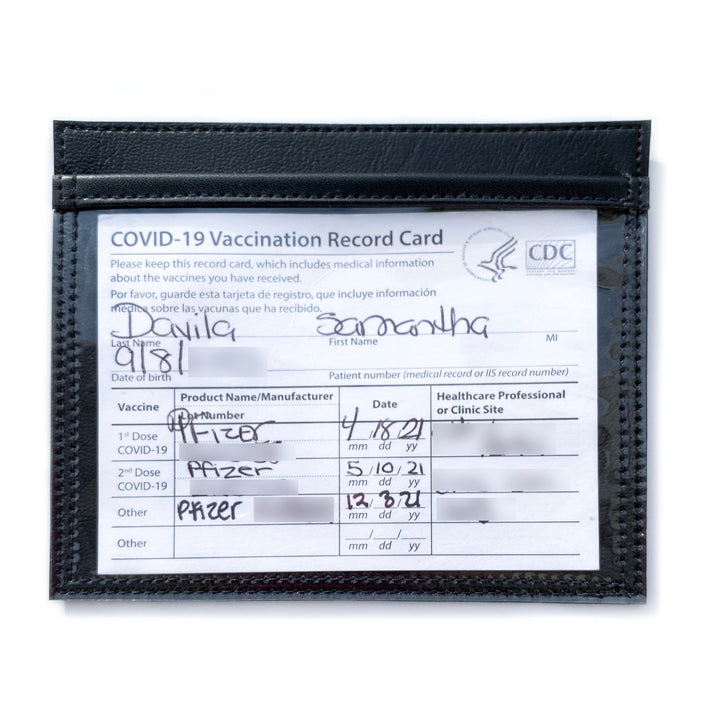 COVID-19 Vaccination Record Card
CDC
Please keep this record card, which includes medical information
about the vaccines you have received.
Por favor, guarde esta tarjeta de registro, que incluye información
médica sobre las vacunas que ha recibido.
Davila Samantha
Last Name First Name MI
9/8/
Date of birth Patient number (medical record or IIS record number)
Vaccine Product Name/Manufacturer Date Healthcare Professional
Lot Number or Clinic Site
1st Dose Pfizer 4/18/21
COVID-19 mm dd yy
2nd Dose Pfizer 5/10/21
COVID-19 mm dd yy
Other Pfizer 12/3/21
mm dd yy
Other __/__/__
mm dd yy